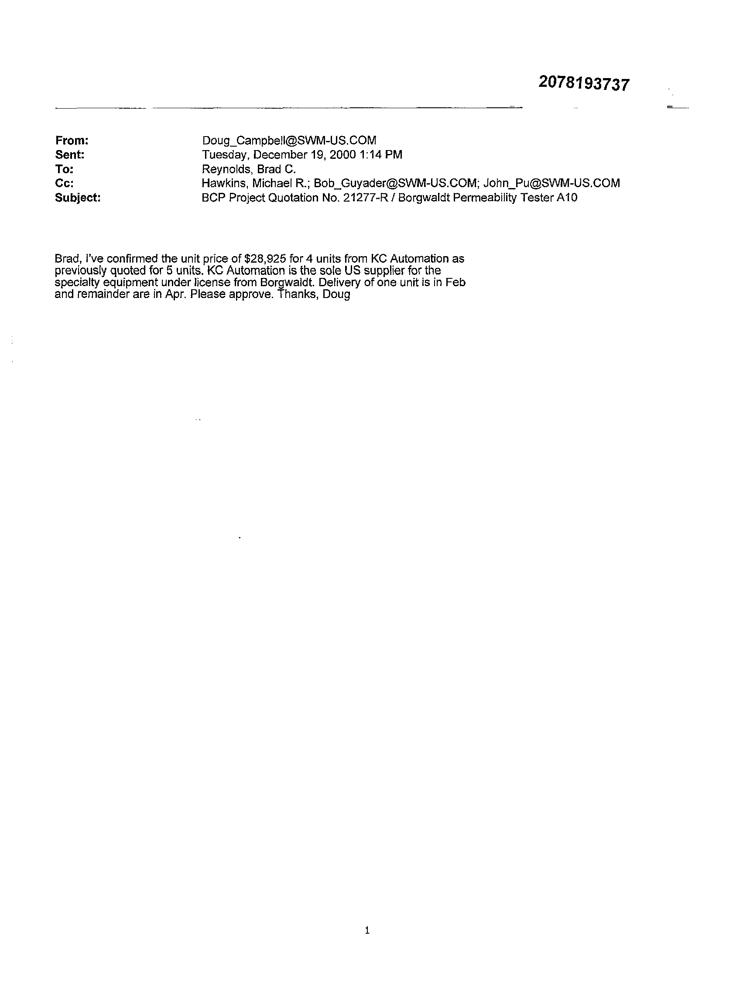 2078193737
From: Doug_Campbell@SWM-US.COM
Sent: Tuesday, December 19, 2000 1:14 PM
To: Reynolds, Brad C.
Cc: Hawkins, Michael R.; Bob_Guyader@SWM-US.COM; John_Pu@SWM-US.COM
Subject: BCP Project Quotation No. 21277-R / Borgwaldt Permeability Tester A10
Brad, I've confirmed the unit price of $28,925 for 4 units from KC Automation as
previously quoted for 5 units. KC Automation is the sole US supplier for the
specialty equipment under license from Borgwaldt. Delivery of one unit is in Feb
and remainder are in Apr. Please approve. Thanks, Doug
1